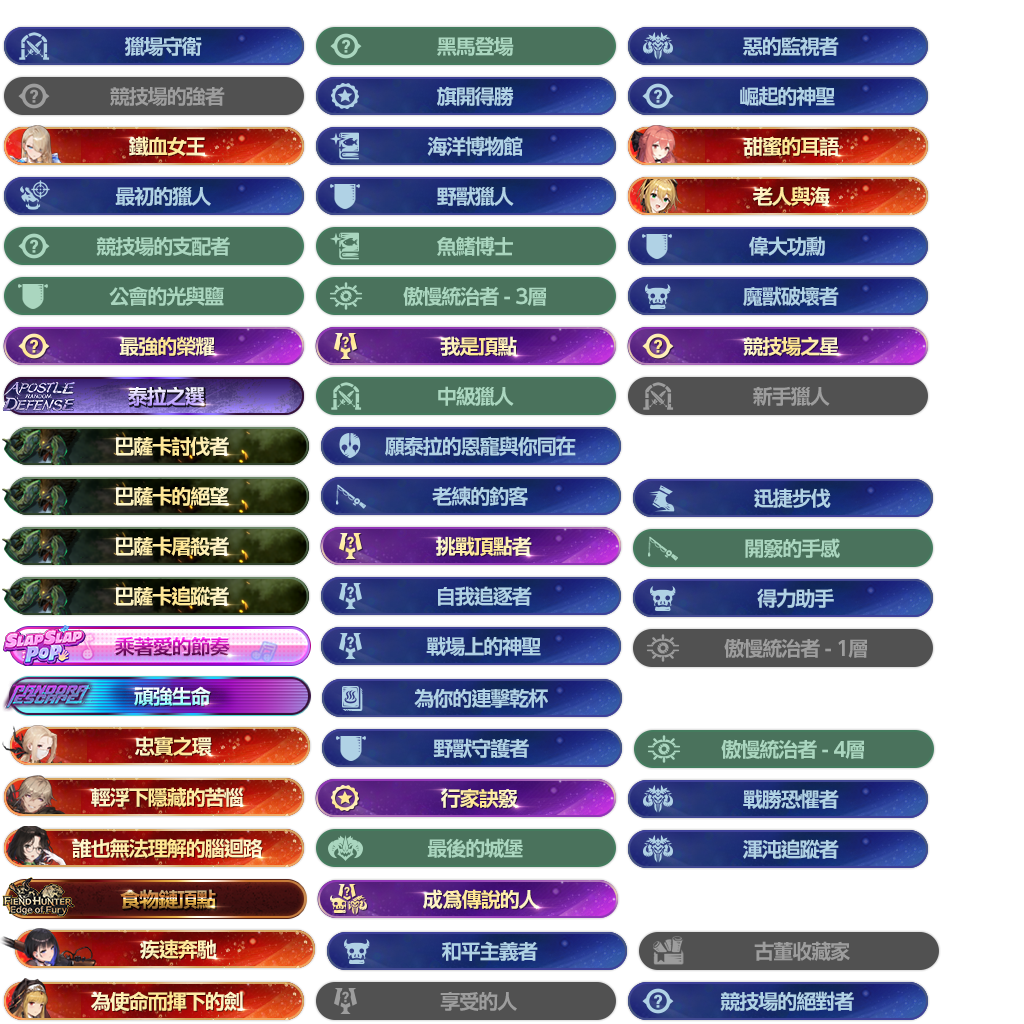 獵場守衛 黑馬登場 惡的監視者
競技場的強者 旗開得勝 崛起的神聖
鐵血女王 海洋博物館 甜蜜的耳語
最初的獵人 野獸獵人 老人與海
競技場的支配者 魚鰭博士 偉大功勳
公會的光與鹽 傲慢統治者 - 3層 魔獸破壞者
最強的榮耀 我是頂點 競技場之星
APOSTLE RAICOM DEFENSE 泰拉之選 中級獵人 新手獵人
巴薩卡討伐者 願泰拉的恩寵與你同在
巴薩卡的絕望 老練的釣客 迅捷步伐
巴薩卡屠殺者 挑戰頂點者 開竅的手感
巴薩卡追蹤者 自我追逐者 得力助手
SLAP SLAP POP! 乘著愛的節奏 戰場上的神聖 傲慢統治者 - 1層
PANDORA ESCAPE! 頑強生命 為你的連擊乾杯
忠實之環 野獸守護者 傲慢統治者 - 4層
輕浮下隱藏的苦惱 行家訣竅 戰勝恐懼者
誰也無法理解的腦迴路 最後的城堡 渾沌追蹤者
FIEND HUNTER Edge of Fury 食物鏈頂點 成爲傳說的人
疾速奔馳 和平主義者 古董收藏家
為使命而揮下的劍 享受的人 競技場的絕對者